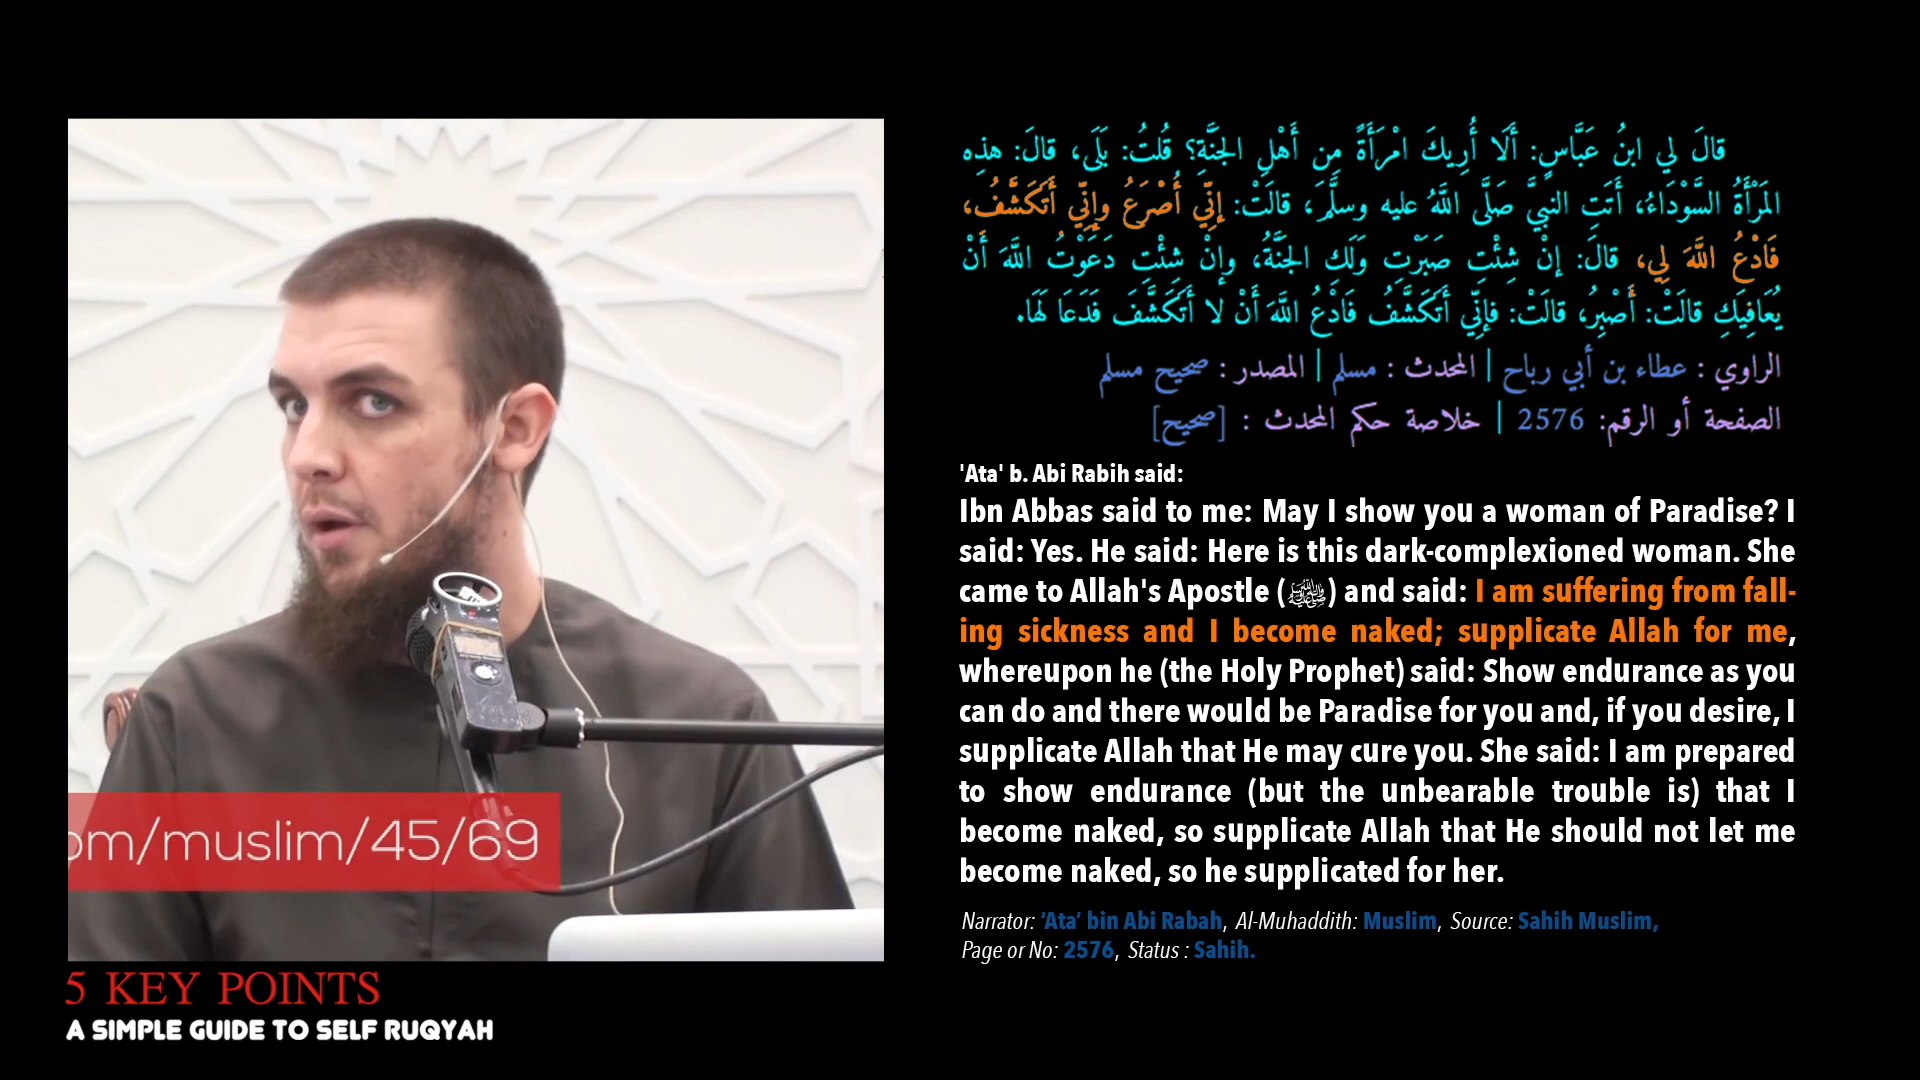 قالَ لي ابنُ عَبَّاسٍ: أَلَا أُرِيكَ امْرَأَةً مِن أَهْلِ الجَنَّةِ؟ قُلتُ: بَلَى، قالَ: هذِه
المَرْأَةُ السَّوْدَاءُ، أَتَتِ النبيَّ صَلَّى اللَّهُ عليه وسلَّمَ، قالَتْ: إنِّي أُصْرَعُ وإنِّي أَتَكَشَّفُ،
فَادْعُ اللَّهَ لِي، قالَ: إنْ شِئْتِ صَبَرْتِ وَلَكِ الجَنَّةُ، وإنْ شِئْتِ دَعَوْتُ اللَّهَ أَنْ
يُعَافِيَكِ قالَتْ: أَصْبِرُ، قالَتْ: فإنِّي أَتَكَشَّفُ فَادْعُ اللَّهَ أَنْ لا أَتَكَشَّفَ فَدَعَا لَهَا.
الراوي : عطاء بن أبي رباح | المحدث : مسلم | المصدر : صحيح مسلم
الصفحة أو الرقم: 2576 | خلاصة حكم المحدث : [صحيح]
'Ata' b. Abi Rabih said:
Ibn Abbas said to me: May I show you a woman of Paradise? I
said: Yes. He said: Here is this dark-complexioned woman. She
came to Allah's Apostle (ﷺ) and said: I am suffering from fall-
ing sickness and I become naked; supplicate Allah for me,
whereupon he (the Holy Prophet) said: Show endurance as you
can do and there would be Paradise for you and, if you desire, I
supplicate Allah that He may cure you. She said: I am prepared
to show endurance (but the unbearable trouble is) that I
become naked, so supplicate Allah that He should not let me
become naked, so he supplicated for her.
Narrator: ‘Ata’ bin Abi Rabah, Al-Muhaddith: Muslim, Source: Sahih Muslim,
Page or No: 2576, Status : Sahih.
om/muslim/45/69
5 KEY POINTS
A SIMPLE GUIDE TO SELF RUQYAH